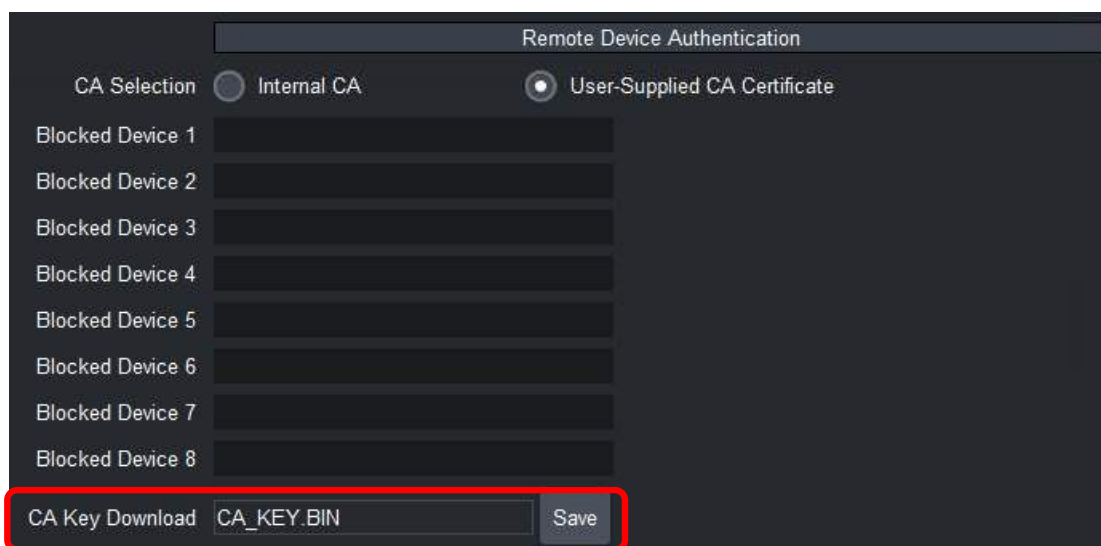 Remote Device Authentication
CA Selection Internal CA User-Supplied CA Certificate
Blocked Device 1
Blocked Device 2
Blocked Device 3
Blocked Device 4
Blocked Device 5
Blocked Device 6
Blocked Device 7
Blocked Device 8
CA Key Download CA_KEY.BIN Save